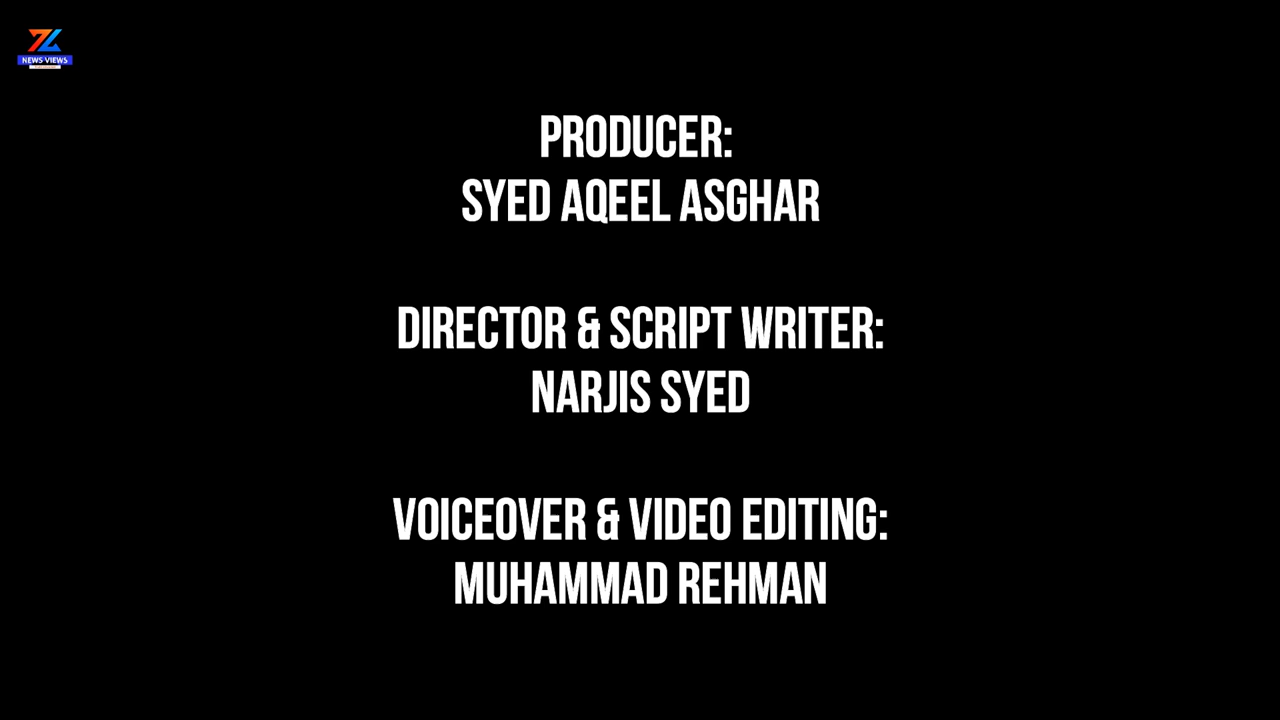 NEWS VIEWS
PRODUCER:
SYED AQEEL ASGHAR
DIRECTOR & SCRIPT WRITER:
NARJIS SYED
VOICEOVER & VIDEO EDITING:
MUHAMMAD REHMAN